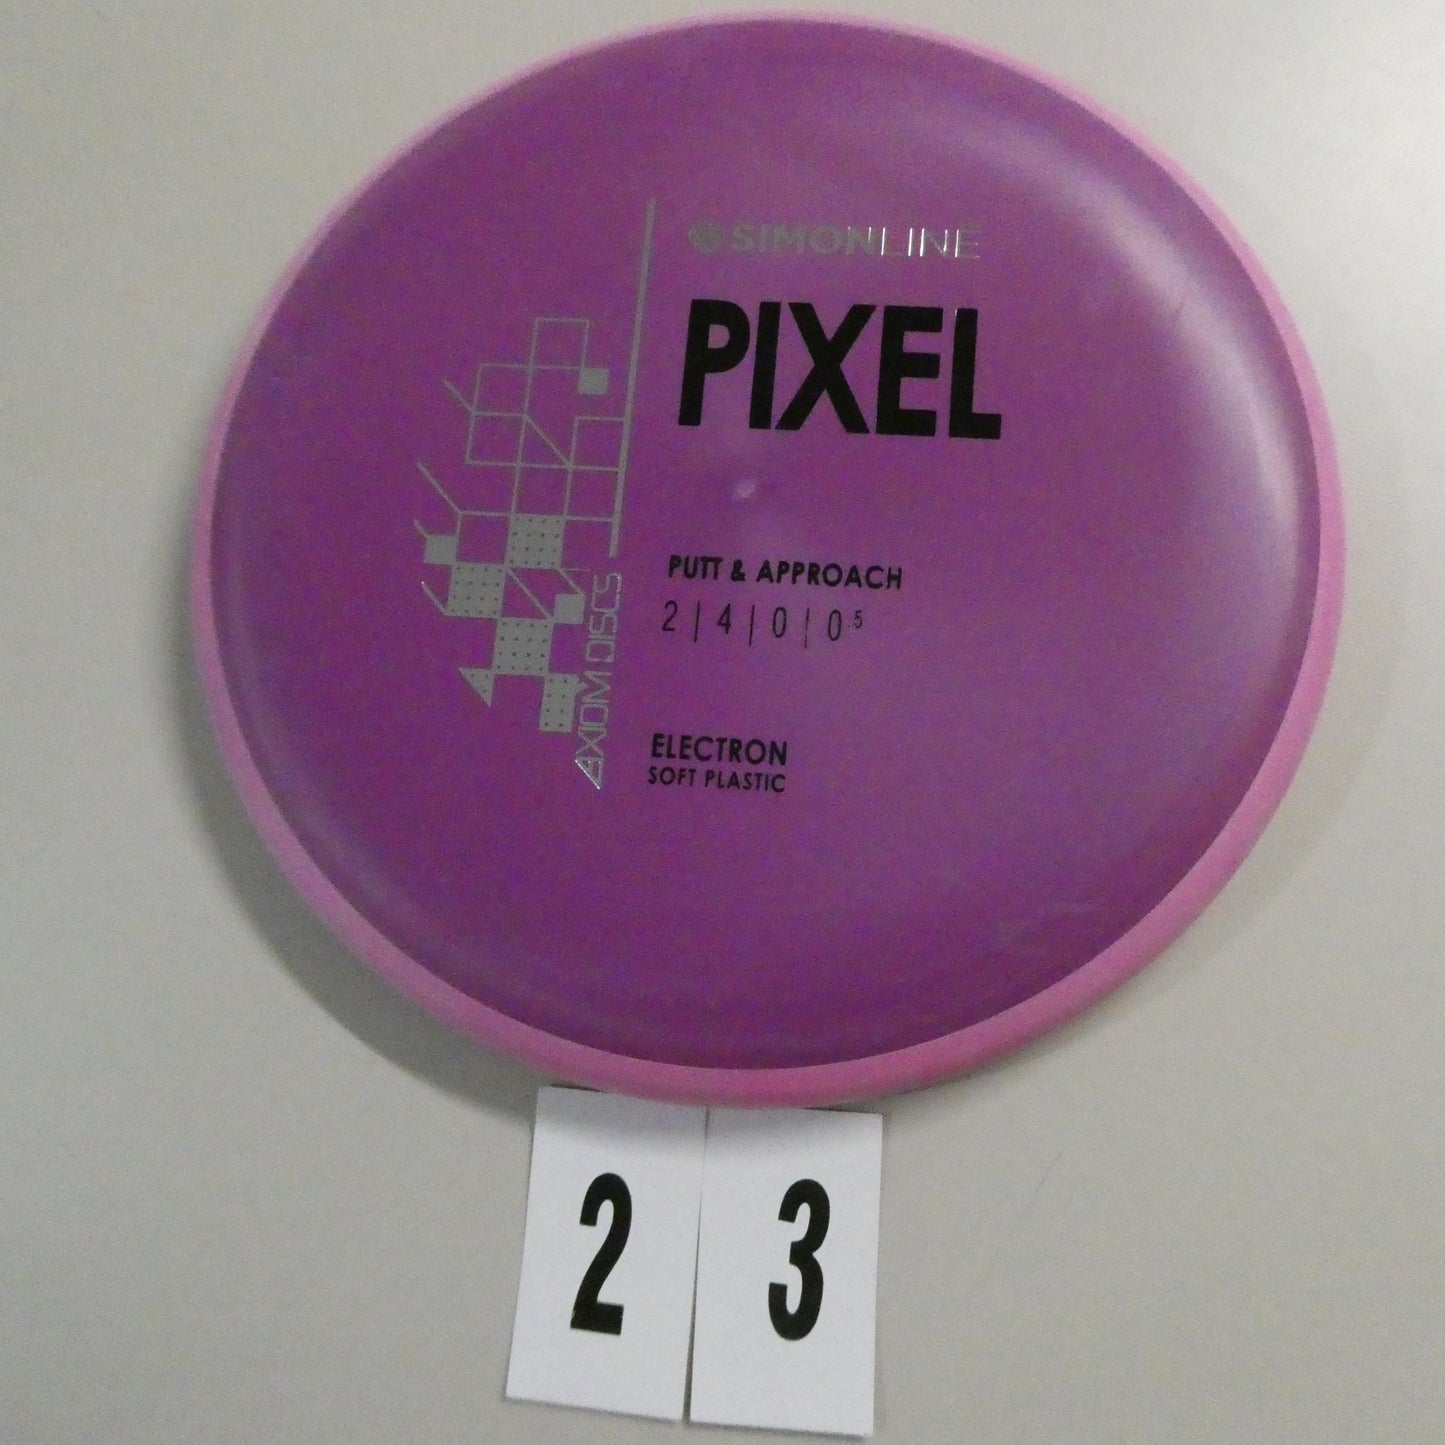 SIMONLINE
PIXEL
PUTT & APPROACH
2 | 4 | 0 | 0.5
ELECTRON
SOFT PLASTIC
AXIOM DISCS
2 3